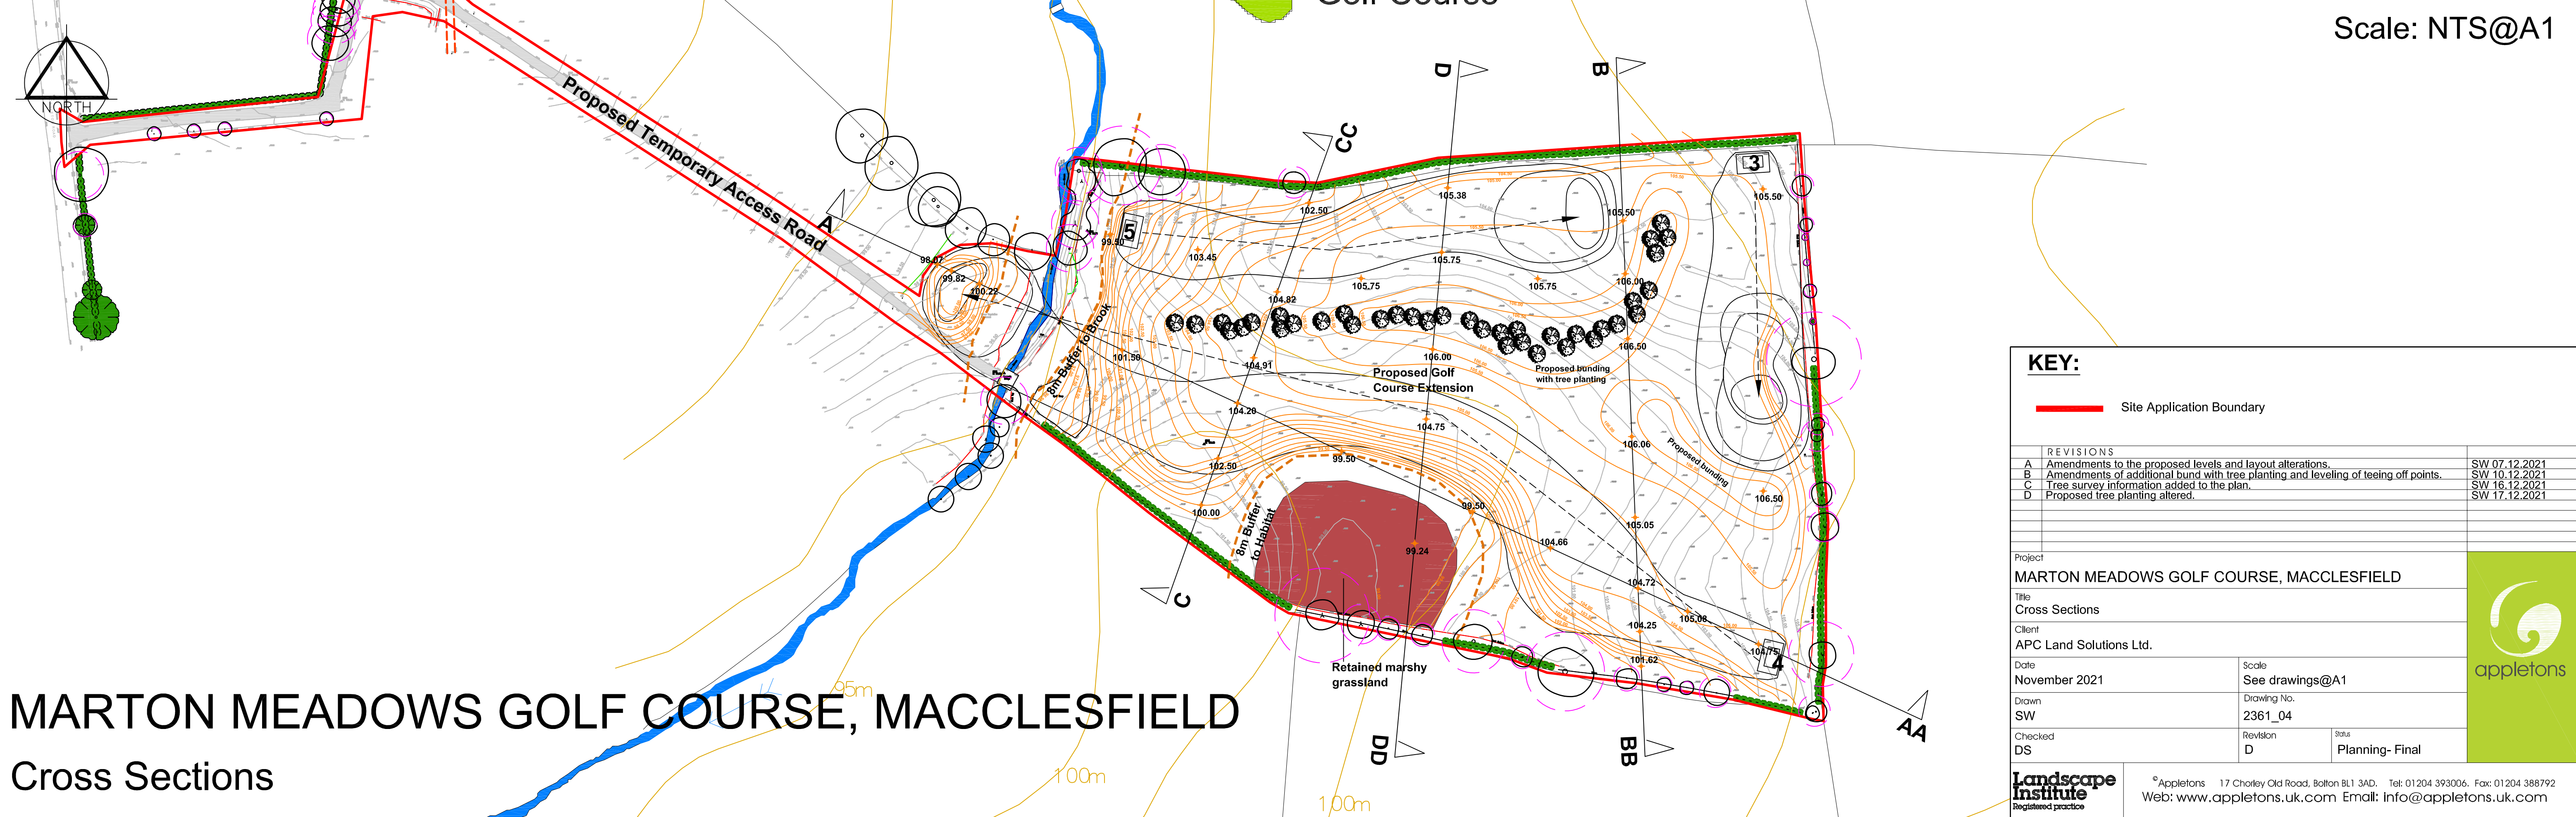 Golf Course
Scale: NTS@A1
NORTH
Proposed Temporary Access Road
A
CC
D
B
3
5
105.50
105.38
105.50
102.50
99.50
103.45
105.75
105.75
105.75
106.00
104.82
98.07
99.82
100.22
8m Buffer to Brook
101.50
104.91
106.00
106.50
Proposed Golf
Course Extension
Proposed bunding
with tree planting
104.20
104.75
106.06
Proposed bunding
102.50
99.50
106.50
100.00
99.50
105.05
8m Buffer
to Habitat
99.24
104.66
104.72
105.08
104.25
104.75
4
101.62
C
Retained marshy
grassland
DD
BB
AA
95m
100m
100m
MARTON MEADOWS GOLF COURSE, MACCLESFIELD
Cross Sections
KEY:
Site Application Boundary
REVISIONS
A Amendments to the proposed levels and layout alterations. SW 07.12.2021
B Amendments of additional bund with tree planting and leveling of teeing off points. SW 10.12.2021
C Tree survey information added to the plan. SW 16.12.2021
D Proposed tree planting altered. SW 17.12.2021
Project
MARTON MEADOWS GOLF COURSE, MACCLESFIELD
Title
Cross Sections
Client
APC Land Solutions Ltd.
Date Scale
November 2021 See drawings@A1
Drawn Drawing No.
SW 2361_04
Checked Revision Status
DS D Planning- Final
appletons
Landscape
Institute
Registered practice
©Appletons 17 Chorley Old Road, Bolton BL1 3AD. Tel: 01204 393006. Fax: 01204 388792
Web: www.appletons.uk.com Email: Info@appletons.uk.com